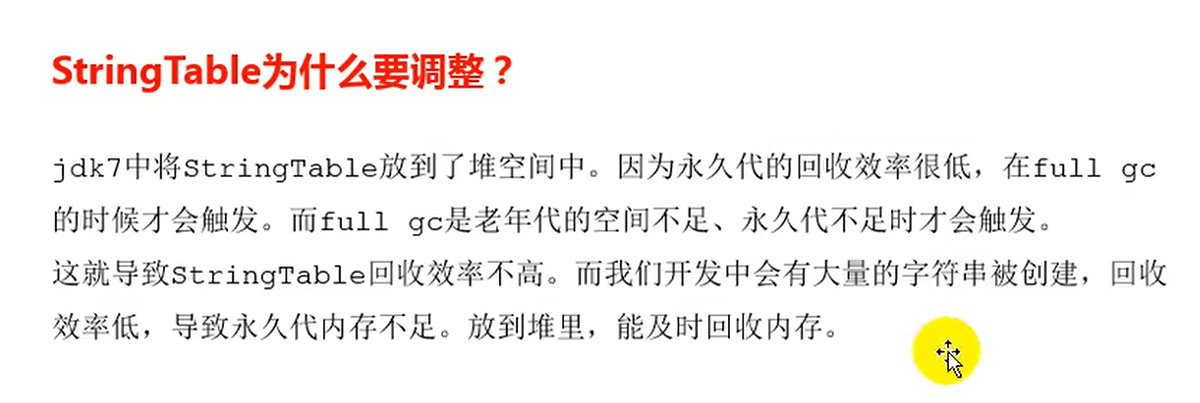 StringTable为什么要调整？
jdk7中将StringTable放到了堆空间中。因为永久代的回收效率很低，在full gc
的时候才会触发。而full gc是老年代的空间不足、永久代不足时才会触发。
这就导致StringTable回收效率不高。而我们开发中会有大量的字符串被创建，回收
效率低，导致永久代内存不足。放到堆里，能及时回收内存。